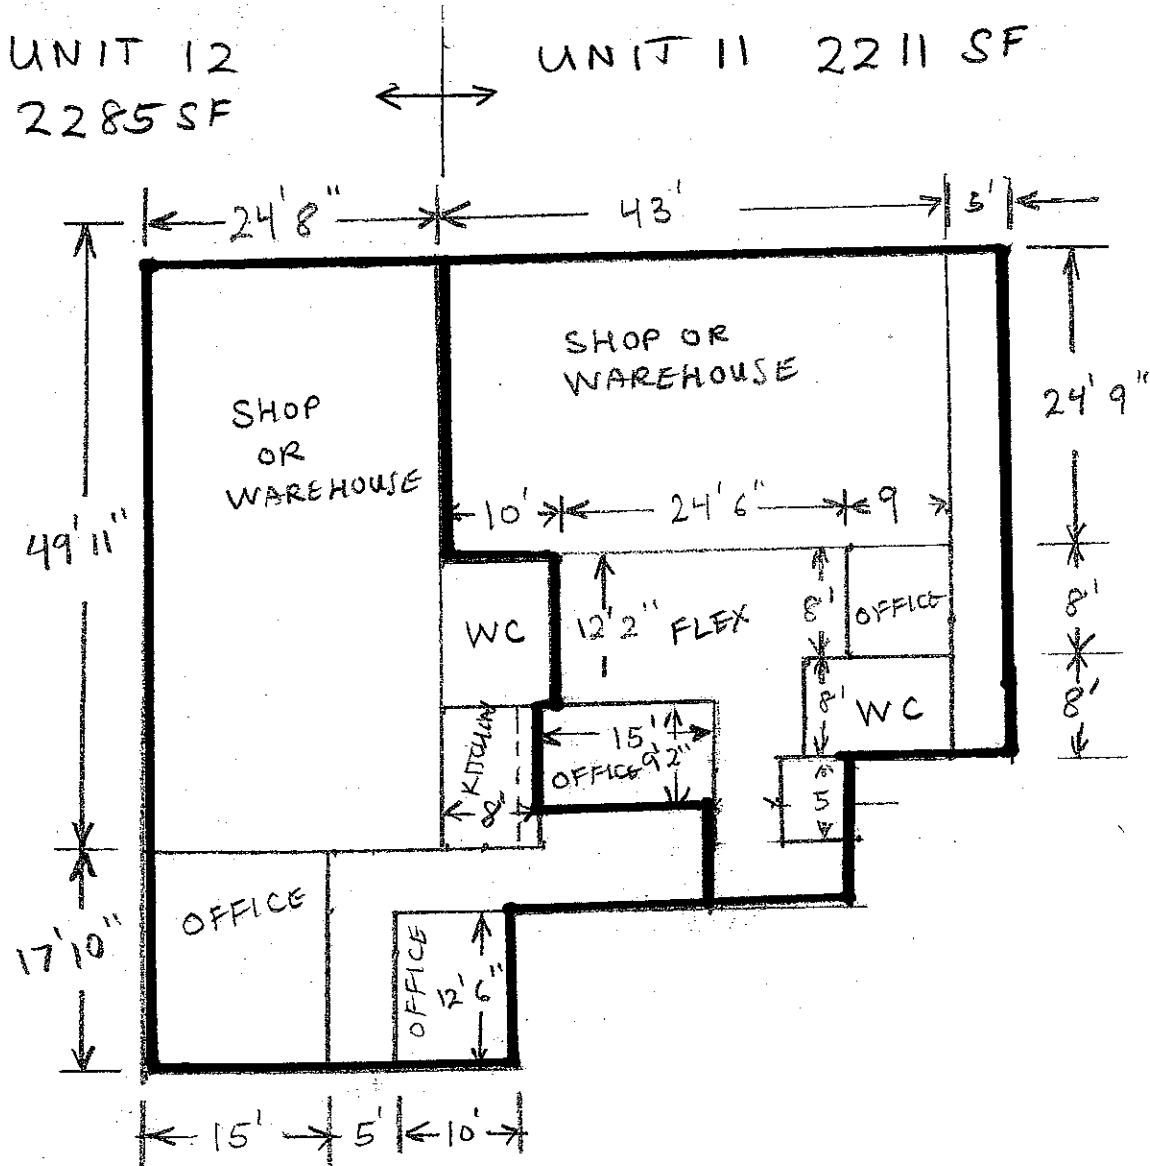 UNIT 12
2285 SF
UNIT 11 2211 SF
24'8"
43'
5'
SHOP OR
WAREHOUSE
24'9"
SHOP
OR
WAREHOUSE
10'
24'6"
9
49'11"
WC
12'2"
FLEX
8'
OFFICE
8'
KITCHEN
8'
15'
OFFICE
9'2"
8'
WC
8'
5
OFFICE
17'10"
OFFICE
12'6"
15'
5'
10'